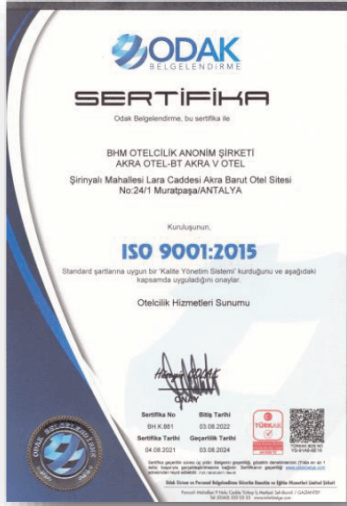 ODAK
BELGELENDİRME
SERTİFİKA
Odak Belgelendirme, bu sertifika ile
BHM OTELCİLİK ANONİM ŞİRKETİ
AKRA OTEL-BT AKRA V OTEL
Şirinyalı Mahallesi Lara Caddesi Akra Barut Otel Sitesi
No:24/1 Muratpaşa/ANTALYA
Kuruluşunun,
ISO 9001:2015
Standard şartlarına uygun bir 'Kalite Yönetim Sistemi' kurduğunu ve aşağıdaki
kapsamda uyguladığını onaylar.
Otelcilik Hizmetleri Sunumu
ONAY
Sertifika No Bitiş Tarihi
BH.K.881 03.08.2022
Sertifika Tarihi Geçerlilik Tarihi
04.08.2021 03.08.2024
TÜRKAK
ODAK BELGELENDİRME